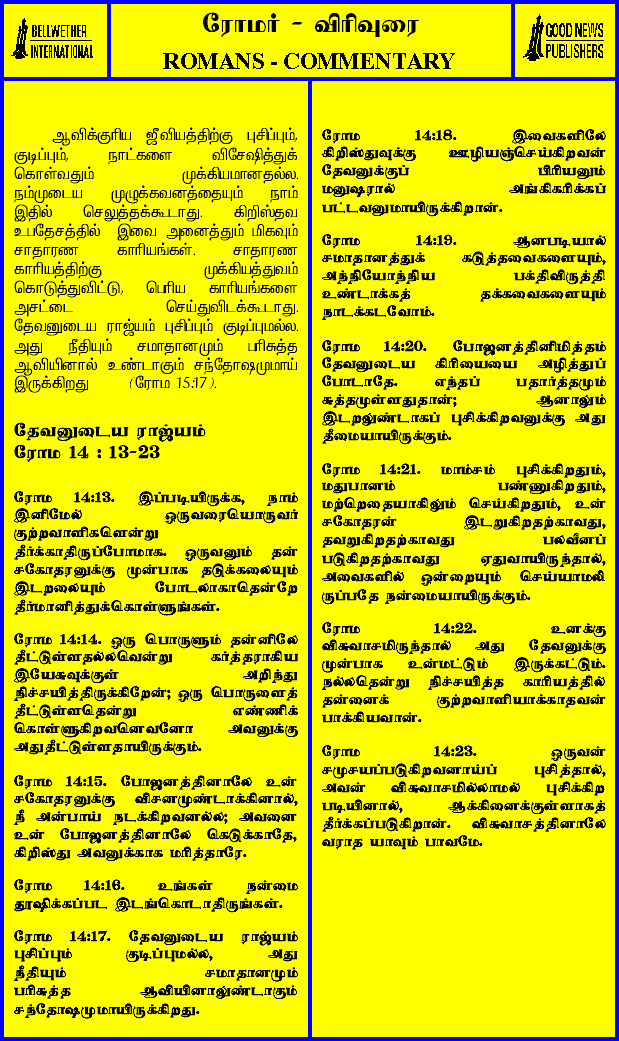 BELLWETHER
INTERNATIONAL
ரோமர் - விரிவுரை
ROMANS - COMMENTARY
GOOD NEWS
PUBLISHERS
ஆவிக்குரிய ஜீவியத்திற்கு புசிப்பும்,
குடிப்பும், நாட்களை விசேஷித்துக்
கொள்வதும் முக்கியமானதல்ல.
நம்முடைய முழுக்கவனத்தையும் நாம்
இதில் செலுத்தக்கூடாது. கிறிஸ்தவ
உபதேசத்தில் இவை அனைத்தும் மிகவும்
சாதாரண காரியங்கள். சாதாரண
காரியத்திற்கு முக்கியத்துவம்
கொடுத்துவிட்டு, பெரிய காரியங்களை
அசட்டை செய்துவிடக்கூடாது.
தேவனுடைய ராஜ்யம் புசிப்பும் குடிப்புமல்ல.
அது நீதியும் சமாதானமும் பரிசுத்த
ஆவியினால் உண்டாகும் சந்தோஷமுமாய்
இருக்கிறது (ரோம 15:17).
தேவனுடைய ராஜ்யம்
ரோம 14 : 13-23
ரோம 14:13. இப்படியிருக்க, நாம்
இனிமேல் ஒருவரையொருவர்
குற்றவாளிகளென்று
தீர்க்காதிருப்போமாக. ஒருவனும் தன்
சகோதரனுக்கு முன்பாக தடுக்கலையும்
இடறலையும் போடலாகாதென்றே
தீர்மானித்துக்கொள்ளுங்கள்.
ரோம 14:14. ஒரு பொருளும் தன்னிலே
தீட்டுள்ளதல்லவென்று கர்த்தராகிய
இயேசுவுக்குள் அறிந்து
நிச்சயித்திருக்கிறேன்; ஒரு பொருளைத்
தீட்டுள்ளதென்று எண்ணிக்
கொள்ளுகிறவனெவனோ அவனுக்கு
அதுதீட்டுள்ளதாயிருக்கும்.
ரோம 14:15. போஜனத்தினாலே உன்
சகோதரனுக்கு விசனமுண்டாக்கினால்,
நீ அன்பாய் நடக்கிறவனல்ல; அவனை
உன் போஜனத்தினாலே கெடுக்காதே,
கிறிஸ்து அவனுக்காக மரித்தாரே.
ரோம 14:16. உங்கள் நன்மை
தூஷிக்கப்பட இடங்கொடாதிருங்கள்.
ரோம 14:17. தேவனுடைய ராஜ்யம்
புசிப்பும் குடிப்புமல்ல, அது
நீதியும் சமாதானமும்
பரிசுத்த ஆவியினாலுண்டாகும்
சந்தோஷமுமாயிருக்கிறது.
ரோம 14:18. இவைகளிலே
கிறிஸ்துவுக்கு ஊழியஞ்செய்கிறவன்
தேவனுக்குப் பிரியனும்
மனுஷரால் அங்கிகரிக்கப்
பட்டவனுமாயிருக்கிறான்.
ரோம 14:19. ஆனபடியால்
சமாதானத்துக் கடுத்தவைகளையும்,
அந்நியோந்நிய பக்திவிருத்தி
உண்டாக்கத் தக்கவைகளையும்
நாடக்கடவோம்.
ரோம 14:20. போஜனத்தினிமித்தம்
தேவனுடைய கிரியையை அழித்துப்
போடாதே. எந்தப் பதார்த்தமும்
சுத்தமுள்ளதுதான்; ஆனாலும்
இடறலுண்டாகப் புசிக்கிறவனுக்கு அது
தீமையாயிருக்கும்.
ரோம 14:21. மாம்சம் புசிக்கிறதும்,
மதுபானம் பண்ணுகிறதும்,
மற்றெதையாகிலும் செய்கிறதும், உன்
சகோதரன் இடறுகிறதற்காவது,
தவறுகிறதற்காவது பலவீனப்
படுகிறதற்காவது ஏதுவாயிருந்தால்,
அவைகளில் ஒன்றையும் செய்யாமலி
ருப்பதே நன்மையாயிருக்கும்.
ரோம 14:22. உனக்கு
விசுவாசமிருந்தால் அது தேவனுக்கு
முன்பாக உன்மட்டும் இருக்கட்டும்.
நல்லதென்று நிச்சயித்த காரியத்தில்
தன்னைக் குற்றவாளியாக்காதவன்
பாக்கியவான்.
ரோம 14:23. ஒருவன்
சமுசயப்படுகிறவனாய்ப் புசித்தால்,
அவன் விசுவாசமில்லாமல் புசிக்கிற
படியினால், ஆக்கினைக்குள்ளாகத்
தீர்க்கப்படுகிறான். விசுவாசத்தினாலே
வராத யாவும் பாவமே.